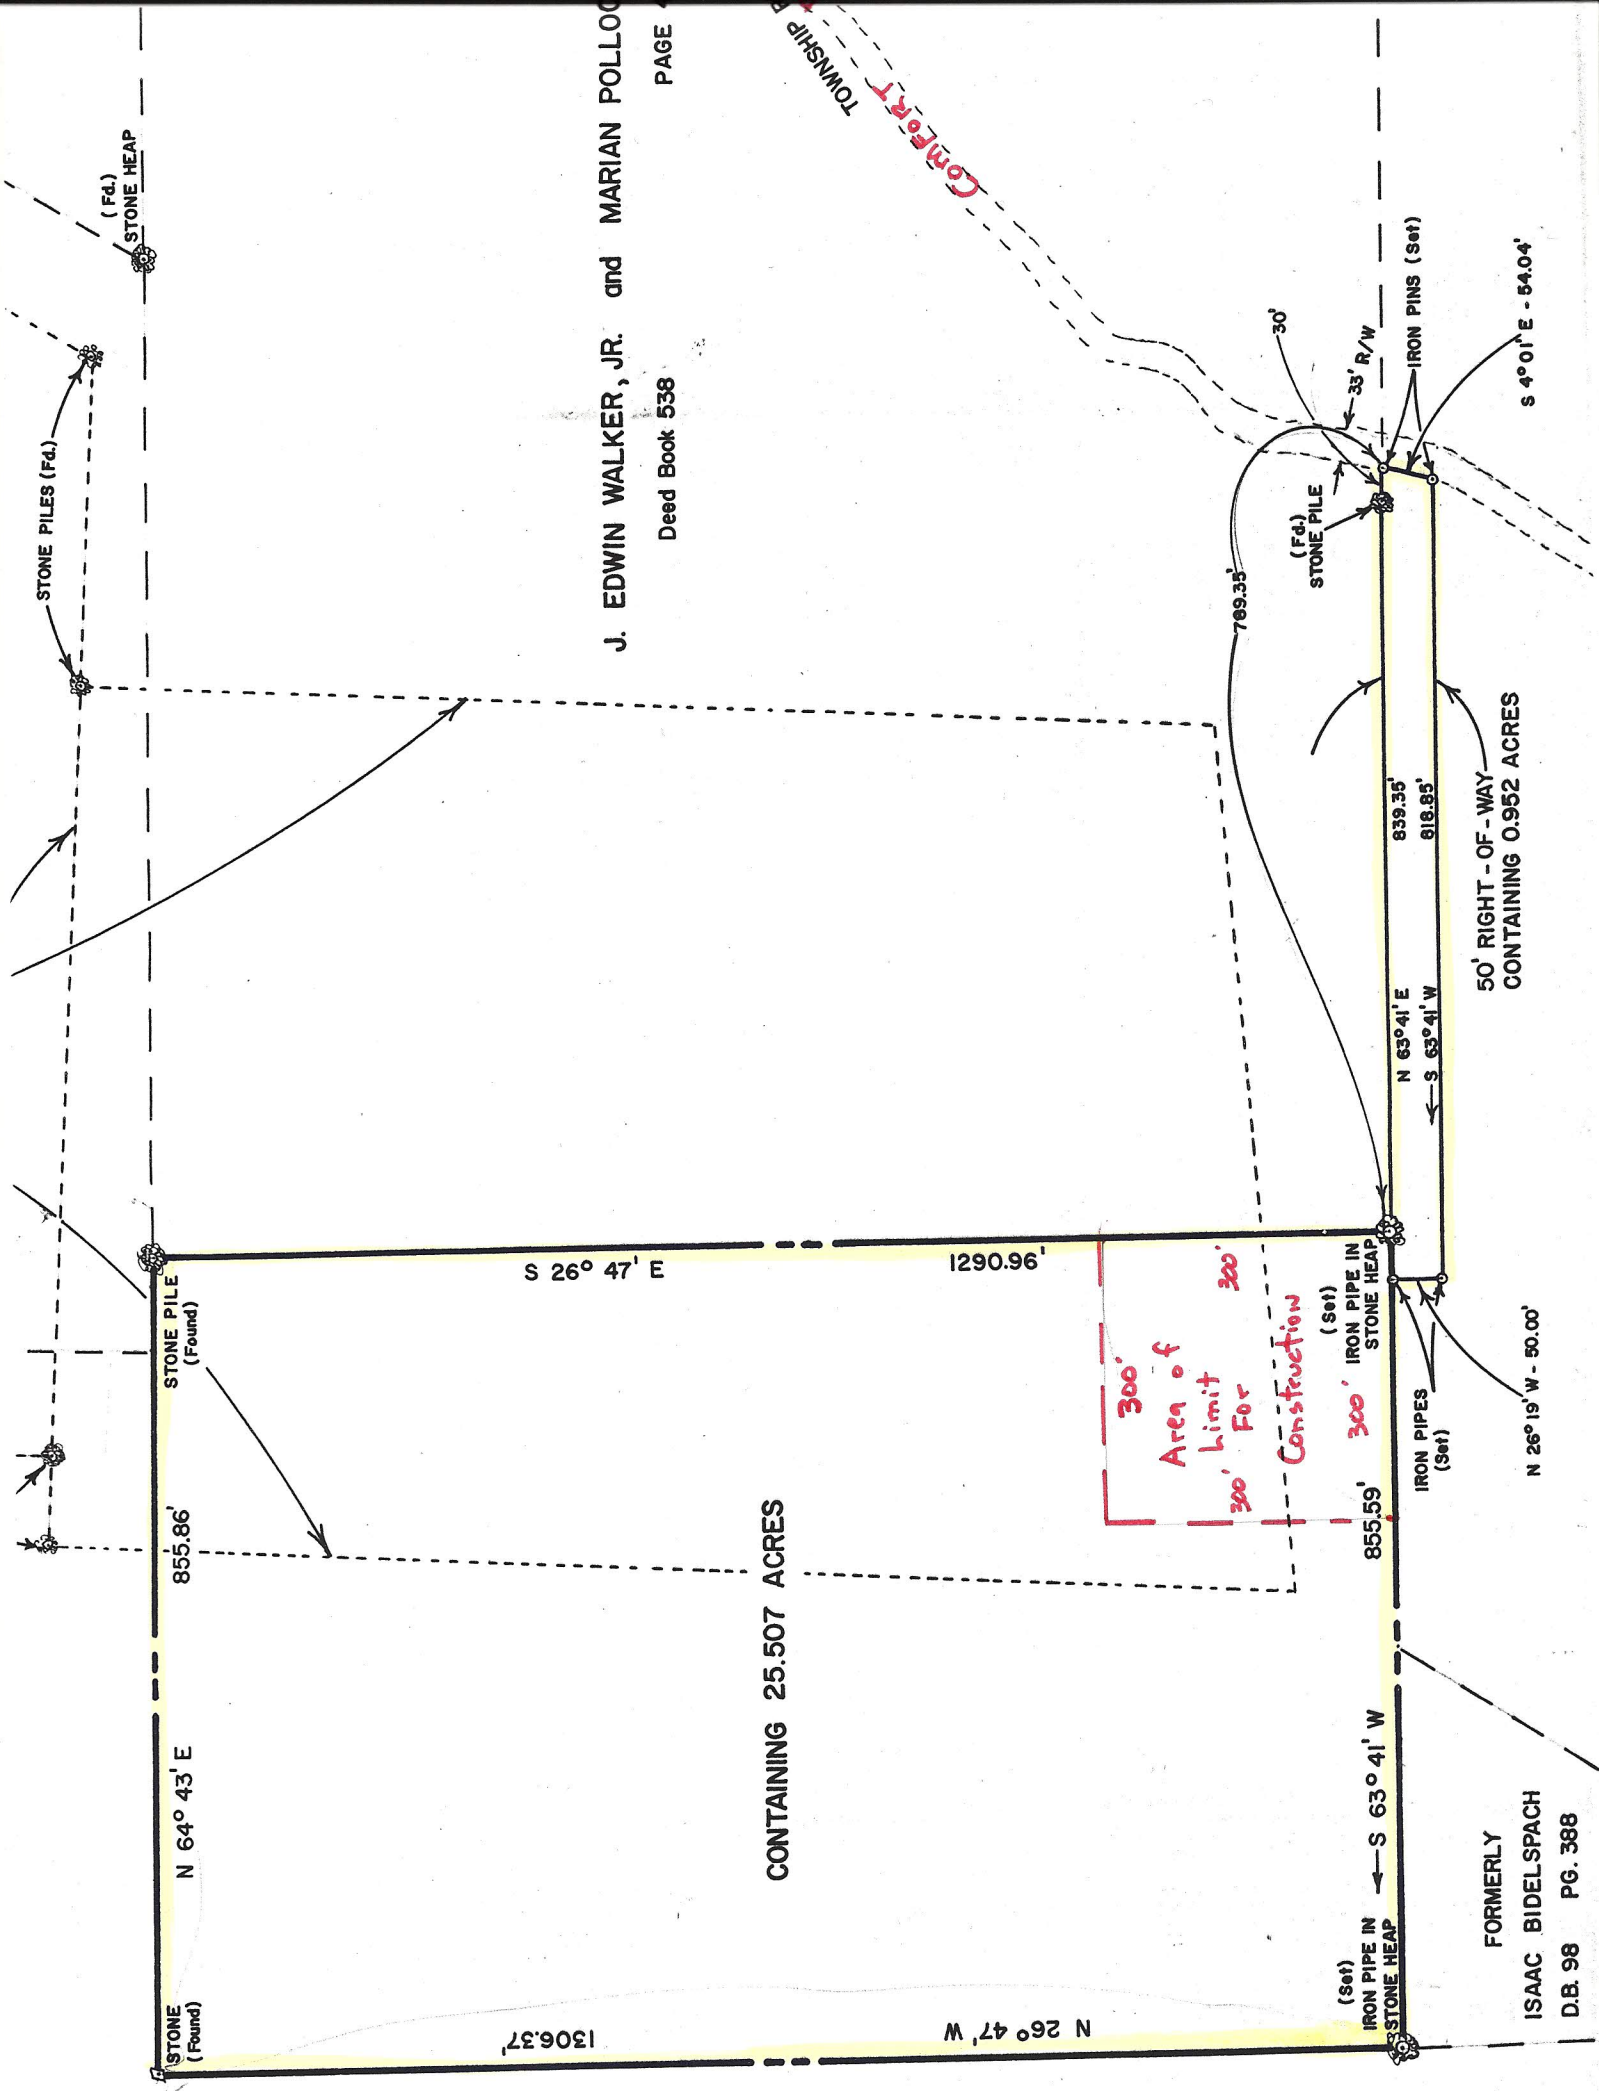 (Fd.)
STONE HEAP
STONE PILES (Fd.)
J. EDWIN WALKER, JR. and MARIAN
Deed Book 538 PAGE
TOWNSHIP
COMFORT
STONE PILE
(Found)
855.86'
N 64° 43' E
STONE
(Found)
S 26° 47' E 1290.96'
N 26° 47' W 1306.37'
CONTAINING 25.507 ACRES
300'
Area of
Limit
For
Construction
300'
300'
300'
(Set)
IRON PIPE IN
STONE HEAP
855.59'
S 63° 41' W
(Set)
IRON PIPE IN
STONE HEAP
789.35'
30'
33' R/W
(Fd.)
STONE PILE
IRON PINS (Set)
S 4° 01' E - 54.04'
N 63° 41' E 839.35'
S 63° 41' W 818.85'
50' RIGHT-OF-WAY
CONTAINING 0.952 ACRES
IRON PIPES
(Set)
N 26° 19' W - 50.00'
FORMERLY
ISAAC BIDELSPACH
D.B. 98 PG. 388